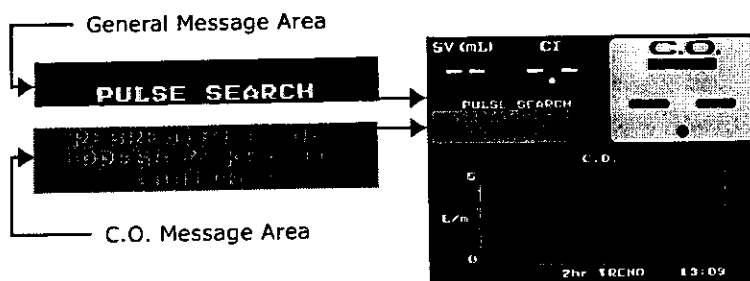 General Message Area
PULSE SEARCH
C.O. Message Area
SV (mL) CI C.O.
-- -.- --.
PULSE SEARCH
C.O.
5
L/m
0
2hr TREND 13:09